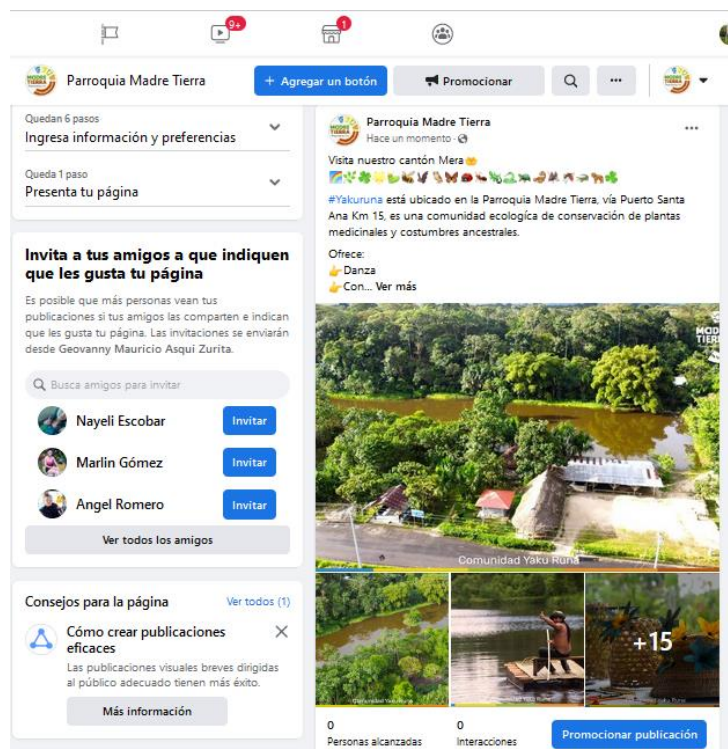 9+
1
Parroquia Madre Tierra
+ Agregar un botón
Promocionar
Quedan 6 pasos
Ingresa información y preferencias
Queda 1 paso
Presenta tu página
Invita a tus amigos a que indiquen
que les gusta tu página
Es posible que más personas vean tus
publicaciones si tus amigos las comparten e indican
que les gusta tu página. Las invitaciones se enviarán
desde Geovanny Mauricio Asqui Zurita.
Busca amigos para invitar
Nayeli Escobar
Invitar
Marlin Gómez
Invitar
Angel Romero
Invitar
Ver todos los amigos
Consejos para la página
Ver todos (1)
Cómo crear publicaciones
eficaces
Las publicaciones visuales breves dirigidas
al público adecuado tienen más éxito.
Más información
Parroquia Madre Tierra
Hace un momento ·
Visita nuestro cantón Mera
#Yakuruna está ubicado en la Parroquia Madre Tierra, vía Puerto Santa
Ana Km 15, es una comunidad ecologíca de conservación de plantas
medicinales y costumbres ancestrales.
Ofrece:
👉Danza
👉Con... Ver más
Comunidad Yaku Runa
+15
0
Personas alcanzadas
0
Interacciones
Promocionar publicación